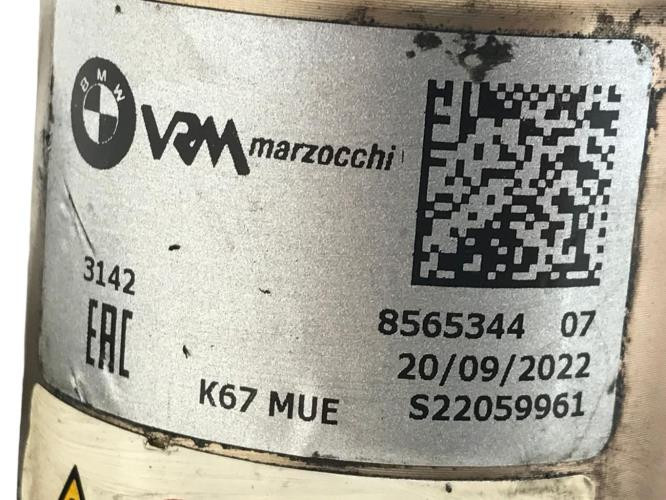 BMW VRM marzocchi
3142
EAC
8565344 07
20/09/2022
K67 MUE
S22059961